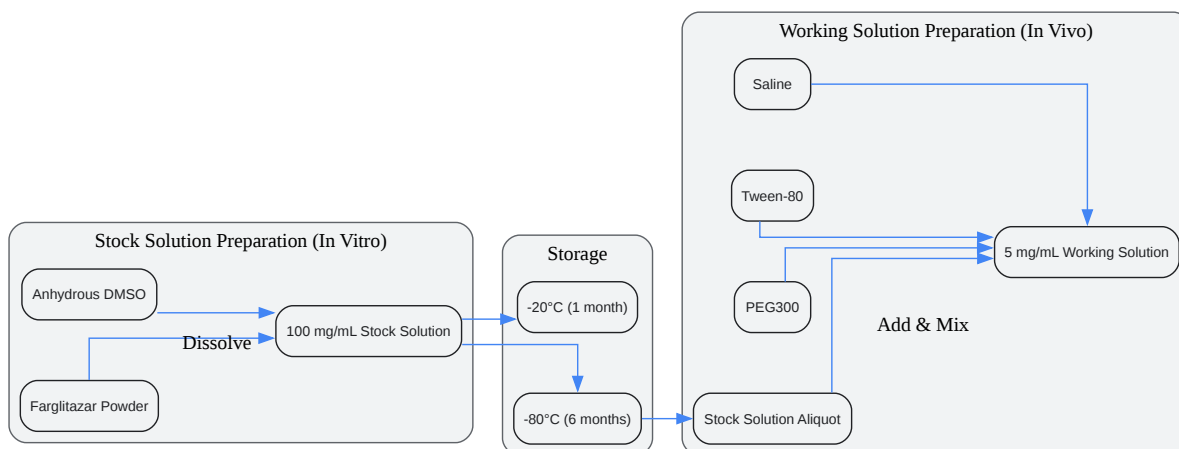 Stock Solution Preparation (In Vitro)
Anhydrous DMSO
Farglitazar Powder
Dissolve
100 mg/mL Stock Solution
Storage
-20°C (1 month)
-80°C (6 months)
Working Solution Preparation (In Vivo)
Saline
Tween-80
PEG300
Stock Solution Aliquot
Add & Mix
5 mg/mL Working Solution